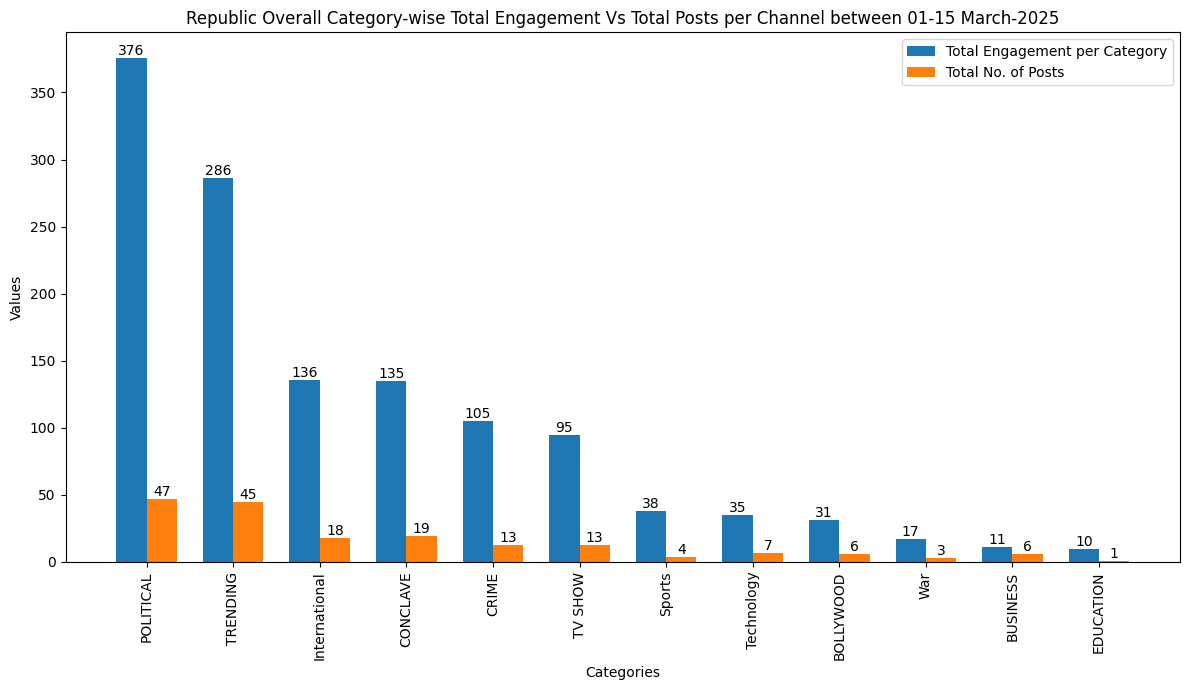 Republic Overall Category-wise Total Engagement Vs Total Posts per Channel between 01-15 March-2025
Total Engagement per Category
Total No. of Posts
Values
350
300
250
200
150
100
50
0
376
47
286
45
136
18
135
19
105
13
95
13
38
4
35
7
31
6
17
3
11
6
10
1
POLITICAL
TRENDING
International
CONCLAVE
CRIME
TV SHOW
Sports
Technology
BOLLYWOOD
War
BUSINESS
EDUCATION
Categories